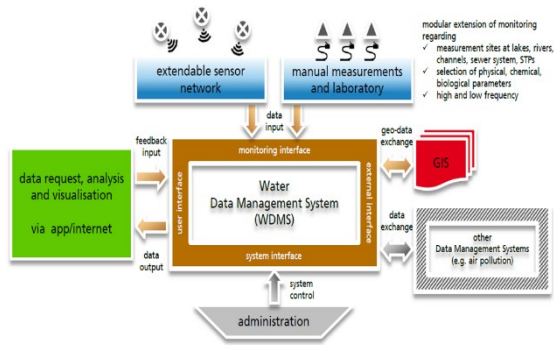 extendable sensor
network
manual measurements
and laboratory
modular extension of monitoring
regarding
✓ measurement sites at lakes, rivers,
channels, sewer system, STPs
✓ selection of physical, chemical,
biological parameters
✓ high and low frequency
data
input
feedback
input
monitoring interface
geo-data
exchange
GIS
data request, analysis
and visualisation
via app/internet
user interface
Water
Data Management System
(WDMS)
external interface
data
exchange
other
Data Management Systems
(e.g. air pollution)
data
output
system interface
system
control
administration